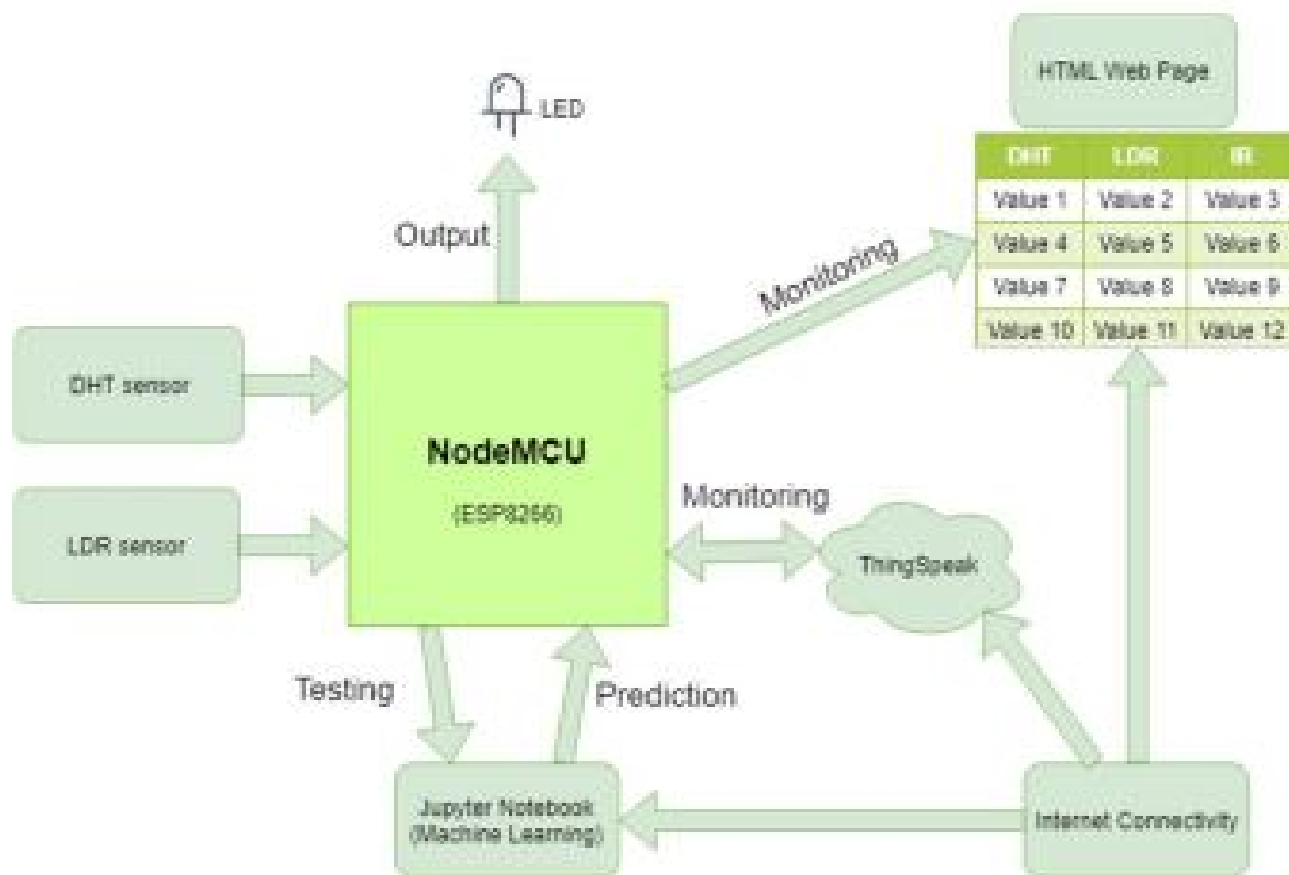 HTML Web Page
LED
DHT LDR IR
Value 1 Value 2 Value 3
Value 4 Value 5 Value 6
Value 7 Value 8 Value 9
Value 10 Value 11 Value 12
Output
Monitoring
DHT sensor
NodeMCU
(ESP8266)
LDR sensor
Monitoring
ThingSpeak
Testing
Prediction
Jupyter Notebook
(Machine Learning)
Internet Connectivity